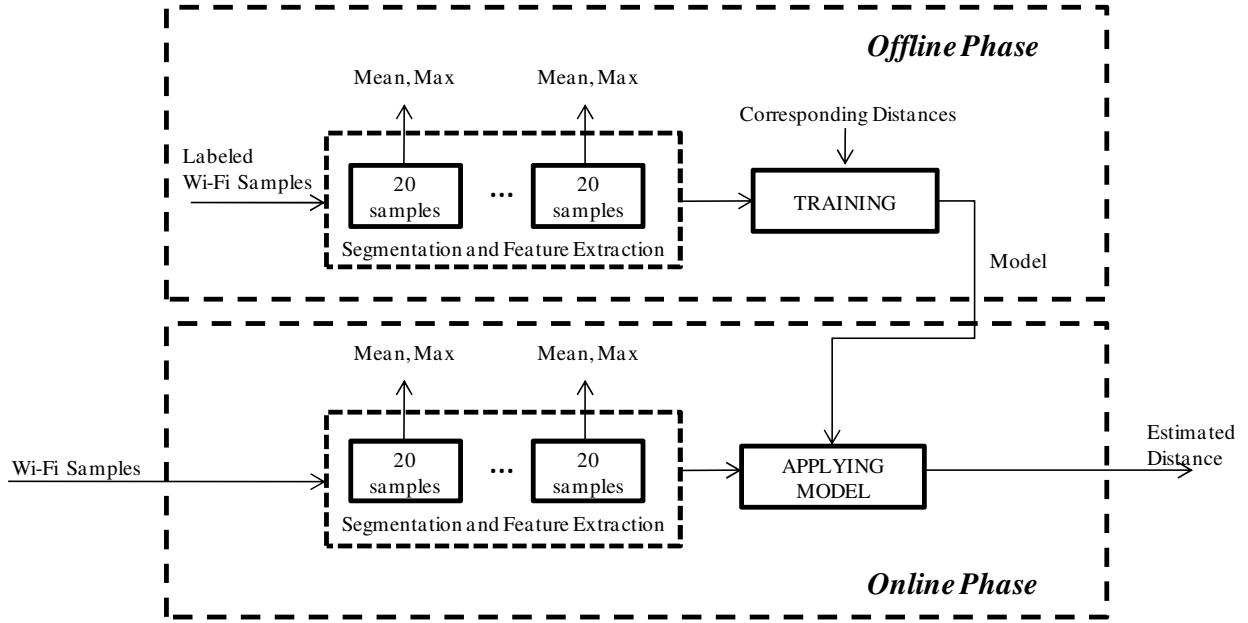 Offline Phase
Mean, Max
Mean, Max
Corresponding Distances
Labeled
Wi-Fi Samples
20
samples
...
20
samples
TRAINING
Segmentation and Feature Extraction
Model
Mean, Max
Mean, Max
Wi-Fi Samples
20
samples
...
20
samples
APPLYING
MODEL
Estimated
Distance
Segmentation and Feature Extraction
Online Phase